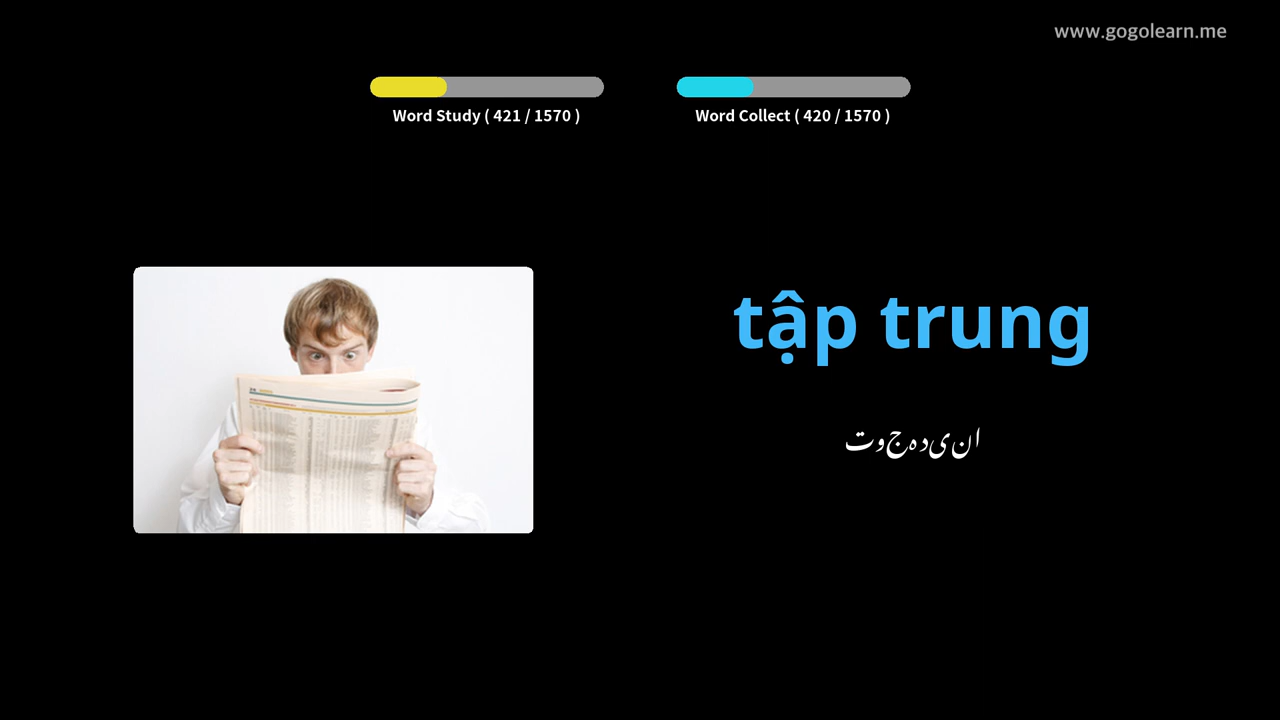 www.gogolearn.me
Word Study ( 421 / 1570 )
Word Collect ( 420 / 1570 )
tập trung
توجہ دینا